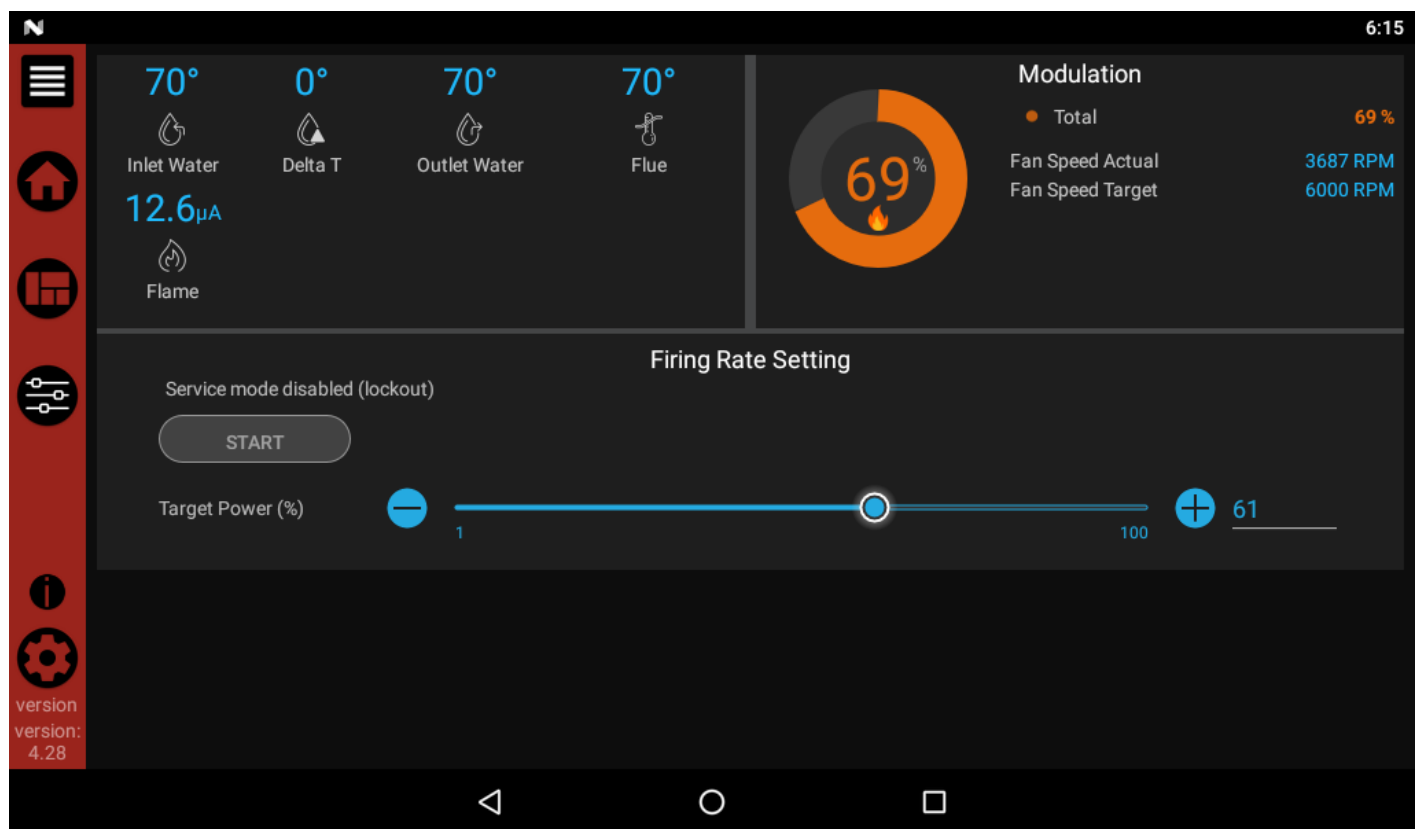 6:15
70° 0° 70° 70°
Inlet Water Delta T Outlet Water Flue
12.6µA
Flame
Modulation
Total 69 %
69%
Fan Speed Actual 3687 RPM
Fan Speed Target 6000 RPM
Firing Rate Setting
Service mode disabled (lockout)
START
Target Power (%) 61
1 100
version
version:
4.28